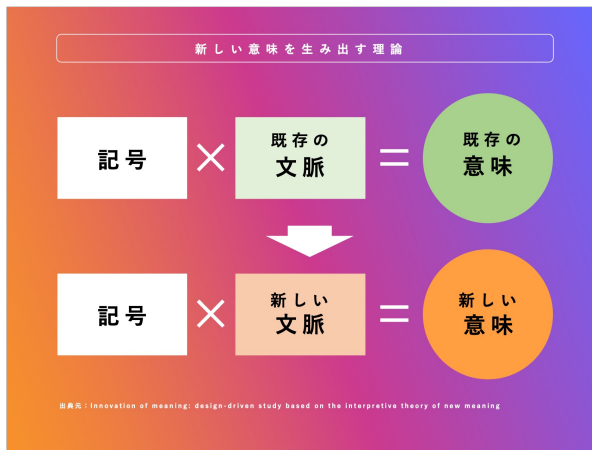 新しい意味を生み出す理論
記号 × 既存の = 既存の
文脈 意味
記号 × 新しい = 新しい
文脈 意味
出典元：Innovation of meaning: design-driven study based on the interpretive theory of new meaning